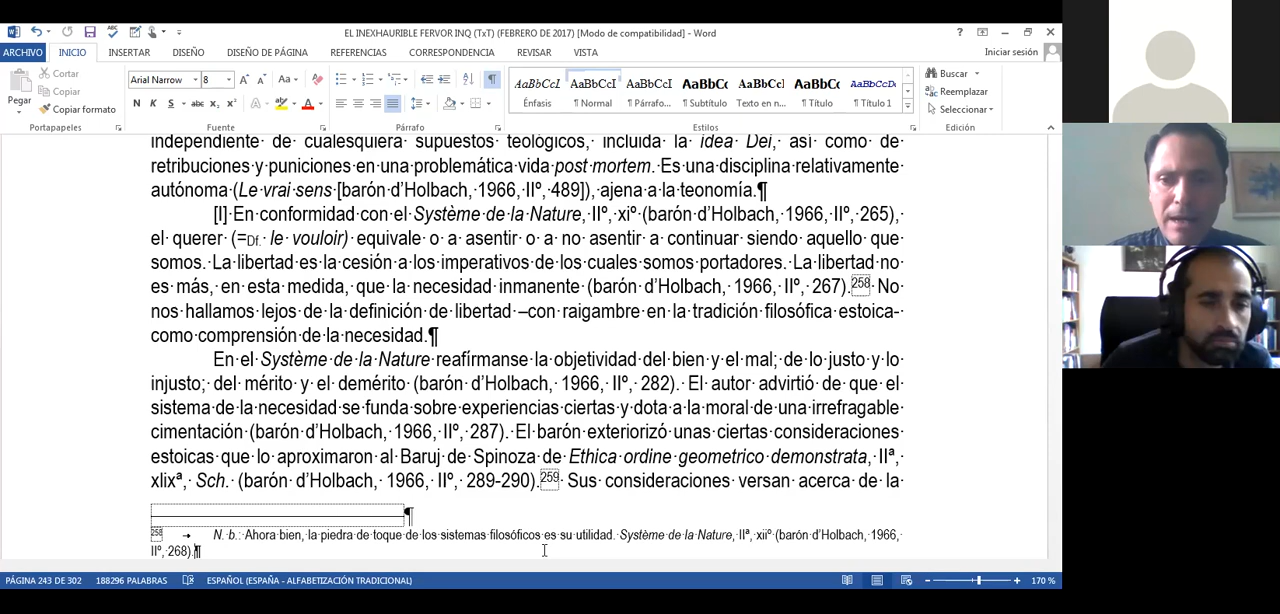 EL INEXHAURIBLE FERVOR INQ (TxT) (FEBRERO DE 2017) [Modo de compatibilidad] - Word
ARCHIVO INICIO INSERTAR DISEÑO DISEÑO DE PÁGINA REFERENCIAS CORRESPONDENCIA REVISAR VISTA Iniciar sesión
Pegar
Cortar
Copiar
Copiar formato
Portapapeles
Arial Narrow 8
Fuente
Párrafo
AaBbCcI AaBbCcI AaBbCcI AaBbCc AaBbCcI AaBbCc AaBbCcDc
Énfasis ¶ Normal ¶ Párrafo... ¶ Subtítulo Texto en n... ¶ Título ¶ Título 1
Estilos
Buscar
Reemplazar
Seleccionar
Edición
independiente de cualesquiera supuestos teológicos, incluida la idea Dei, así como de
retribuciones y puniciones en una problemática vida post mortem. Es una disciplina relativamente
autónoma (Le vrai sens [barón d'Holbach, 1966, IIº, 489]), ajena a la teonomía.¶
[I] En conformidad con el Système de la Nature, IIº, xiº (barón d'Holbach, 1966, IIº, 265),
el querer (=Df. le vouloir) equivale o a asentir o a no asentir a continuar siendo aquello que
somos. La libertad es la cesión a los imperativos de los cuales somos portadores. La libertad no
es más, en esta medida, que la necesidad inmanente (barón d'Holbach, 1966, IIº, 267).258 No
nos hallamos lejos de la definición de libertad –con raigambre en la tradición filosófica estoica-
como comprensión de la necesidad.¶
En el Système de la Nature reafírmanse la objetividad del bien y el mal; de lo justo y lo
injusto; del mérito y el demérito (barón d'Holbach, 1966, IIº, 282). El autor advirtió de que el
sistema de la necesidad se funda sobre experiencias ciertas y dota a la moral de una irrefragable
cimentación (barón d'Holbach, 1966, IIº, 287). El barón exteriorizó unas ciertas consideraciones
estoicas que lo aproximaron al Baruj de Spinoza de Ethica ordine geometrico demonstrata, IIª,
xlixª, Sch. (barón d'Holbach, 1966, IIº, 289-290).259 Sus consideraciones versan acerca de la
¶
258 → N. b.: Ahora bien, la piedra de toque de los sistemas filosóficos es su utilidad. Système de la Nature, IIª, xiiº (barón d'Holbach, 1966,
IIº, 268).¶
PÁGINA 243 DE 302 188296 PALABRAS ESPAÑOL (ESPAÑA - ALFABETIZACIÓN TRADICIONAL) 170 %